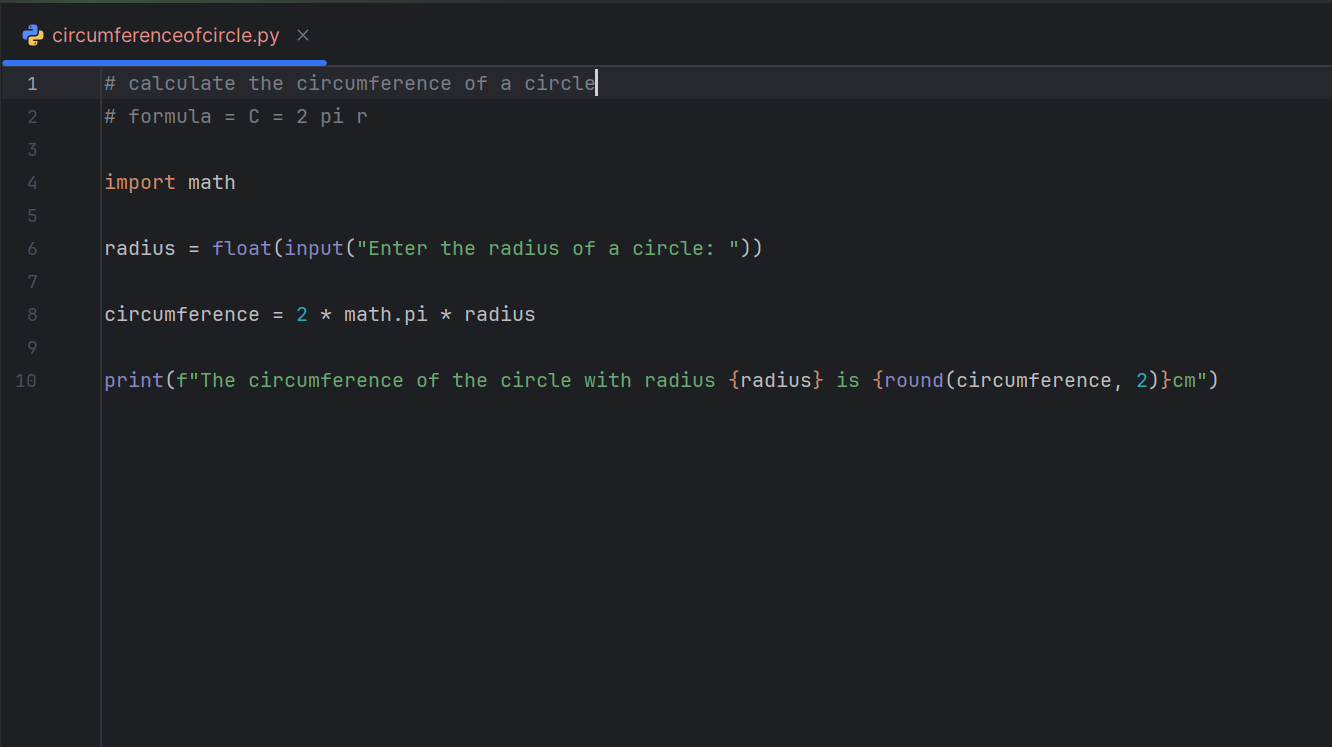 circumferenceofcircle.py
1 # calculate the circumference of a circle
2 # formula = C = 2 pi r
3
4 import math
5
6 radius = float(input("Enter the radius of a circle: "))
7
8 circumference = 2 * math.pi * radius
9
10 print(f"The circumference of the circle with radius {radius} is {round(circumference, 2)}cm")